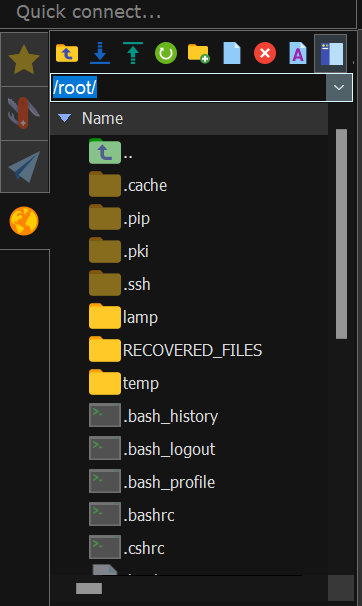 Quick connect...
/root/
Name
..
.cache
.pip
.pki
.ssh
lamp
RECOVERED_FILES
temp
.bash_history
.bash_logout
.bash_profile
.bashrc
.cshrc